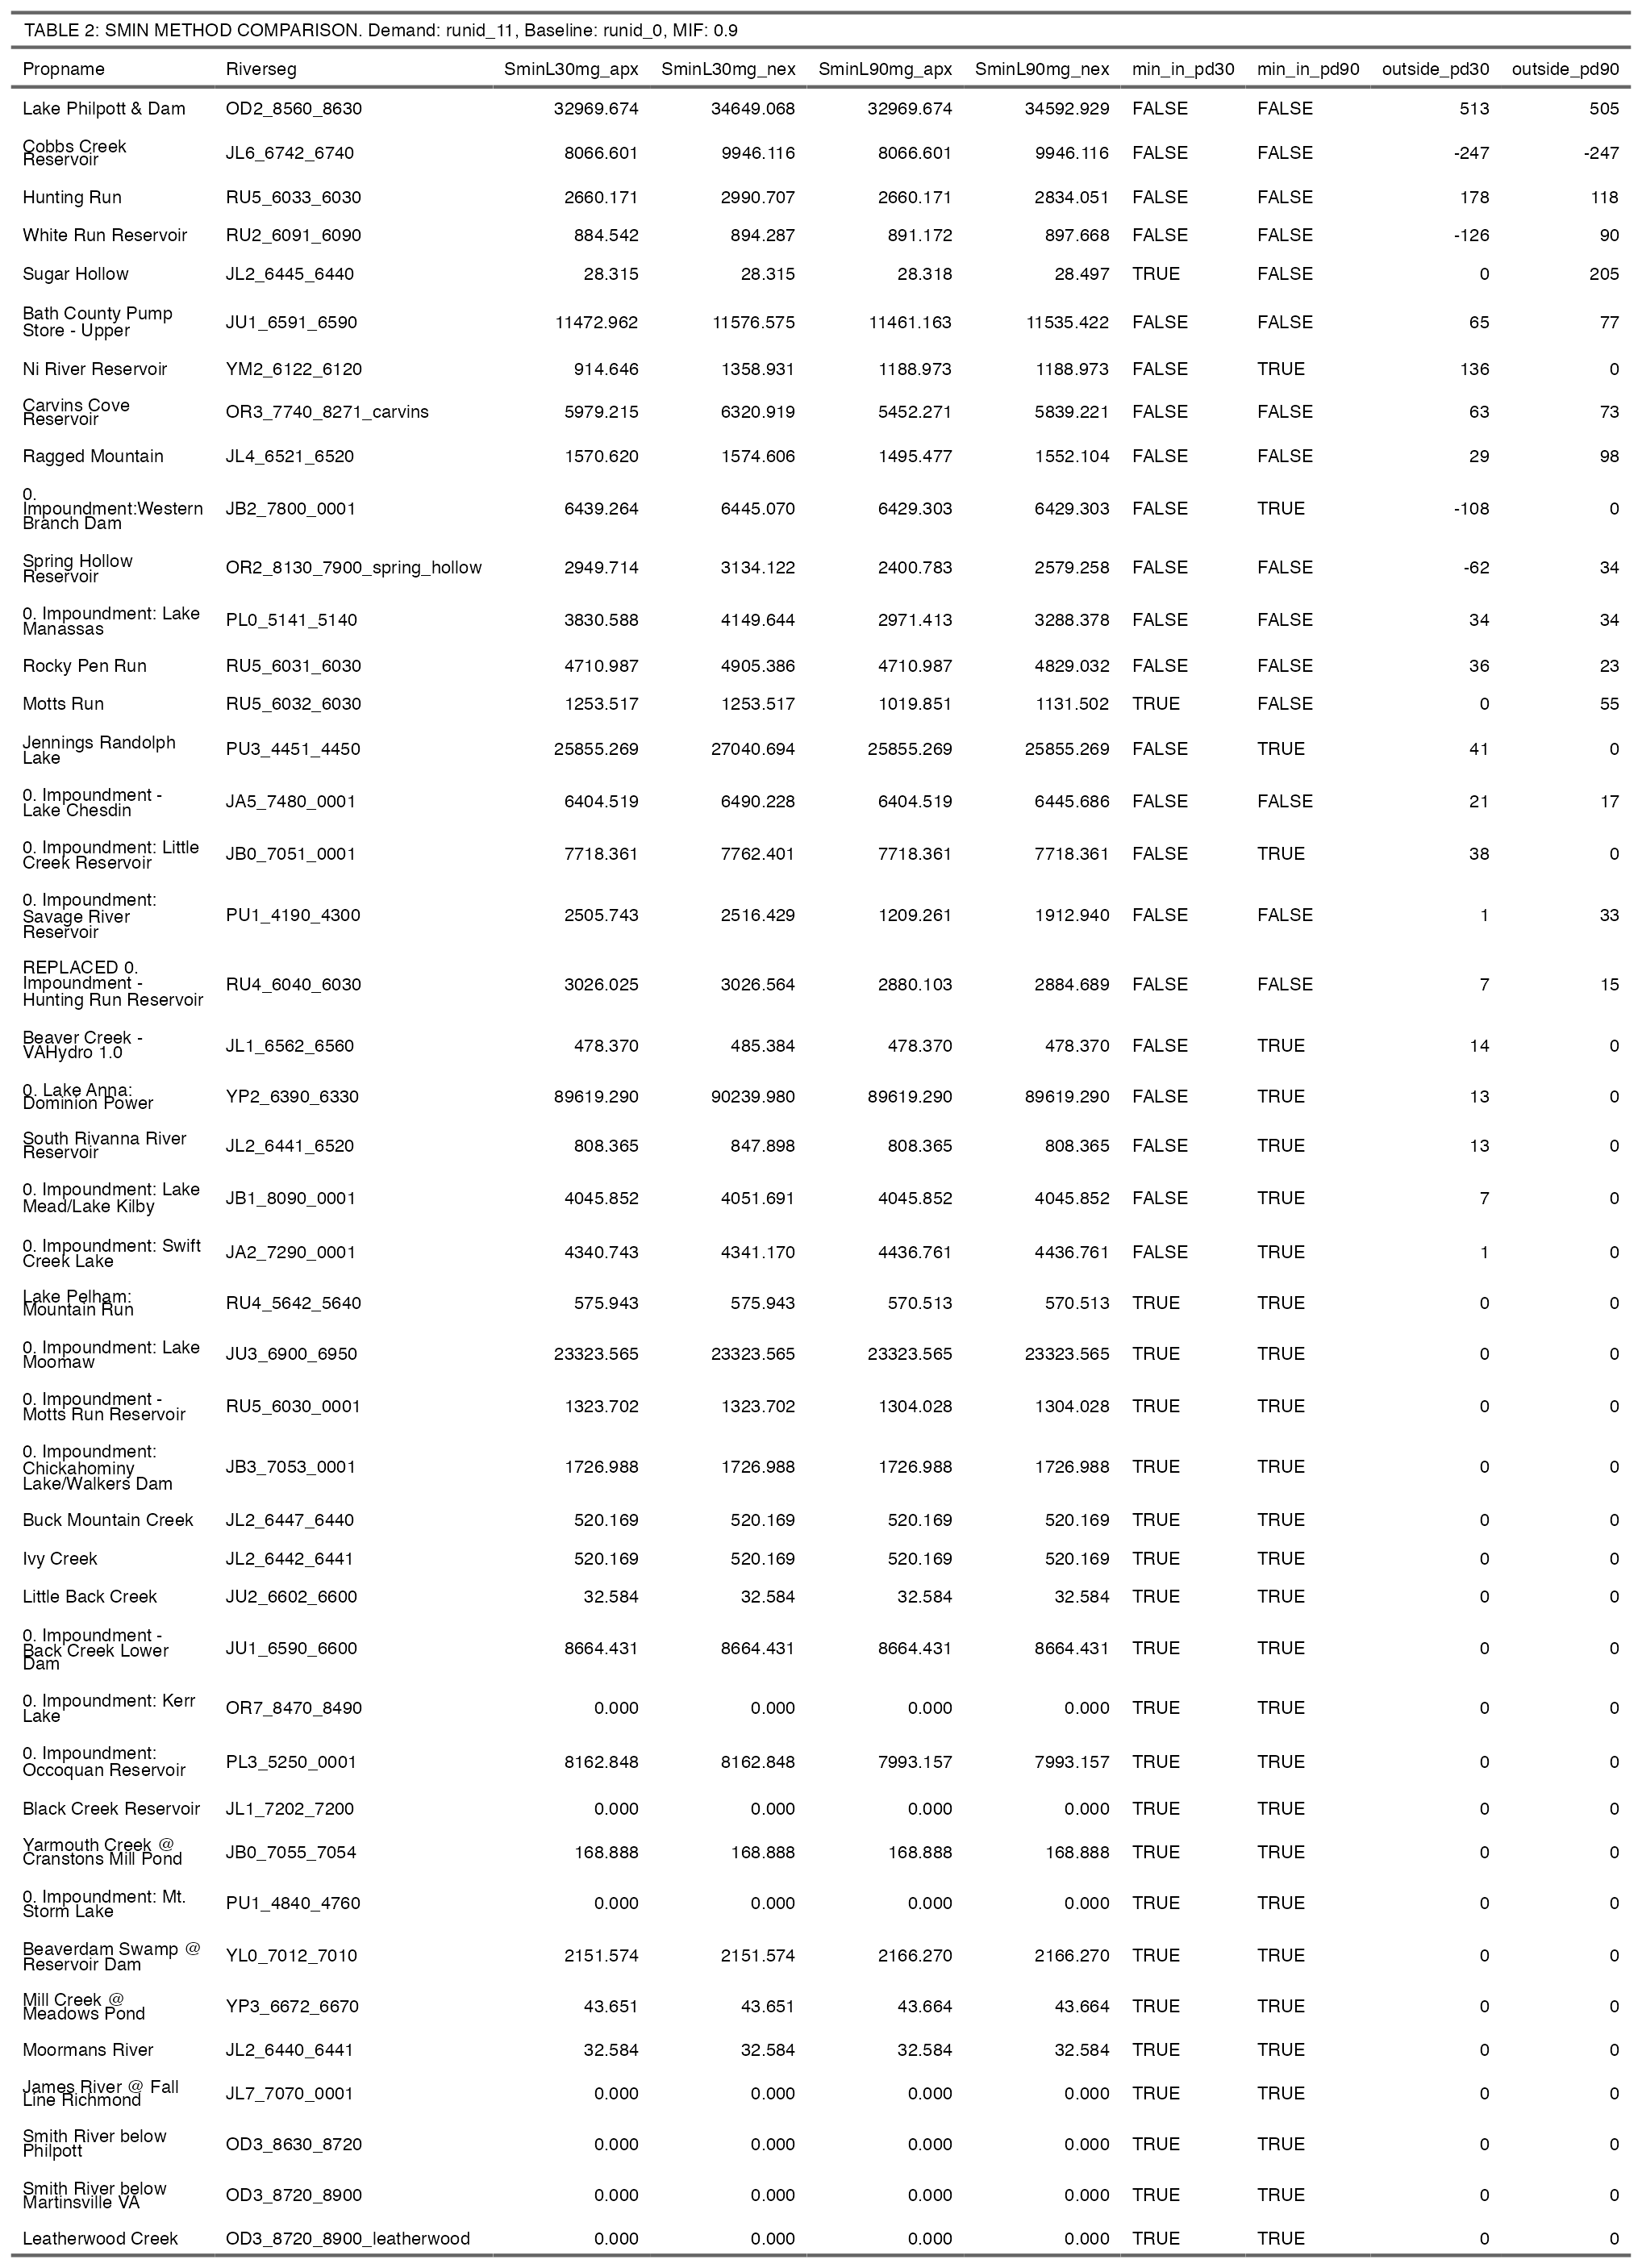 TABLE 2: SMIN METHOD COMPARISON. Demand: runid_11, Baseline: runid_0, MIF: 0.9
Propname Riverseg SminL30mg_apx SminL30mg_nex SminL90mg_apx SminL90mg_nex min_in_pd30 min_in_pd90 outside_pd30 outside_pd90
Lake Philpott & Dam OD2_8560_8630 32969.674 34649.068 32969.674 34592.929 FALSE FALSE 513 505
Cobbs Creek
Reservoir JL6_6742_6740 8066.601 9946.116 8066.601 9946.116 FALSE FALSE -247 -247
Hunting Run RU5_6033_6030 2660.171 2990.707 2660.171 2834.051 FALSE FALSE 178 118
White Run Reservoir RU2_6091_6090 884.542 894.287 891.172 897.668 FALSE FALSE -126 90
Sugar Hollow JL2_6445_6440 28.315 28.315 28.318 28.497 TRUE FALSE 0 205
Bath County Pump
Store - Upper JU1_6591_6590 11472.962 11576.575 11461.163 11535.422 FALSE FALSE 65 77
Ni River Reservoir YM2_6122_6120 914.646 1358.931 1188.973 1188.973 FALSE TRUE 136 0
Carvins Cove
Reservoir OR3_7740_8271_carvins 5979.215 6320.919 5452.271 5839.221 FALSE FALSE 63 73
Ragged Mountain JL4_6521_6520 1570.620 1574.606 1495.477 1552.104 FALSE FALSE 29 98
0.
Impoundment:Western JB2_7800_0001 6439.264 6445.070 6429.303 6429.303 FALSE TRUE -108 0
Branch Dam
Spring Hollow
Reservoir OR2_8130_7900_spring_hollow 2949.714 3134.122 2400.783 2579.258 FALSE FALSE -62 34
0. Impoundment: Lake
Manassas PL0_5141_5140 3830.588 4149.644 2971.413 3288.378 FALSE FALSE 34 34
Rocky Pen Run RU5_6031_6030 4710.987 4905.386 4710.987 4829.032 FALSE FALSE 36 23
Motts Run RU5_6032_6030 1253.517 1253.517 1019.851 1131.502 TRUE FALSE 0 55
Jennings Randolph
Lake PU3_4451_4450 25855.269 27040.694 25855.269 25855.269 FALSE TRUE 41 0
0. Impoundment -
Lake Chesdin JA5_7480_0001 6404.519 6490.228 6404.519 6445.686 FALSE FALSE 21 17
0. Impoundment: Little
Creek Reservoir JB0_7051_0001 7718.361 7762.401 7718.361 7718.361 FALSE TRUE 38 0
0. Impoundment:
Savage River PU1_4190_4300 2505.743 2516.429 1209.261 1912.940 FALSE FALSE 1 33
Reservoir
REPLACED 0.
Impoundment - RU4_6040_6030 3026.025 3026.564 2880.103 2884.689 FALSE FALSE 7 15
Hunting Run Reservoir
Beaver Creek -
VAHydro 1.0 JL1_6562_6560 478.370 485.384 478.370 478.370 FALSE TRUE 14 0
0. Lake Anna:
Dominion Power YP2_6390_6330 89619.290 90239.980 89619.290 89619.290 FALSE TRUE 13 0
South Rivanna River
Reservoir JL2_6441_6520 808.365 847.898 808.365 808.365 FALSE TRUE 13 0
0. Impoundment: Lake
Mead/Lake Kilby JB1_8090_0001 4045.852 4051.691 4045.852 4045.852 FALSE TRUE 7 0
0. Impoundment: Swift
Creek Lake JA2_7290_0001 4340.743 4341.170 4436.761 4436.761 FALSE TRUE 1 0
Lake Pelham:
Mountain Run RU4_5642_5640 575.943 575.943 570.513 570.513 TRUE TRUE 0 0
0. Impoundment: Lake
Moomaw JU3_6900_6950 23323.565 23323.565 23323.565 23323.565 TRUE TRUE 0 0
0. Impoundment -
Motts Run Reservoir RU5_6030_0001 1323.702 1323.702 1304.028 1304.028 TRUE TRUE 0 0
0. Impoundment:
Chickahominy JB3_7053_0001 1726.988 1726.988 1726.988 1726.988 TRUE TRUE 0 0
Lake/Walkers Dam
Buck Mountain Creek JL2_6447_6440 520.169 520.169 520.169 520.169 TRUE TRUE 0 0
Ivy Creek JL2_6442_6441 520.169 520.169 520.169 520.169 TRUE TRUE 0 0
Little Back Creek JU2_6602_6600 32.584 32.584 32.584 32.584 TRUE TRUE 0 0
0. Impoundment -
Back Creek Lower JU1_6590_6600 8664.431 8664.431 8664.431 8664.431 TRUE TRUE 0 0
Dam
0. Impoundment: Kerr
Lake OR7_8470_8490 0.000 0.000 0.000 0.000 TRUE TRUE 0 0
0. Impoundment:
Occoquan Reservoir PL3_5250_0001 8162.848 8162.848 7993.157 7993.157 TRUE TRUE 0 0
Black Creek Reservoir JL1_7202_7200 0.000 0.000 0.000 0.000 TRUE TRUE 0 0
Yarmouth Creek @
Cranstons Mill Pond JB0_7055_7054 168.888 168.888 168.888 168.888 TRUE TRUE 0 0
0. Impoundment: Mt.
Storm Lake PU1_4840_4760 0.000 0.000 0.000 0.000 TRUE TRUE 0 0
Beaverdam Swamp @
Reservoir Dam YL0_7012_7010 2151.574 2151.574 2166.270 2166.270 TRUE TRUE 0 0
Mill Creek @
Meadows Pond YP3_6672_6670 43.651 43.651 43.664 43.664 TRUE TRUE 0 0
Moormans River JL2_6440_6441 32.584 32.584 32.584 32.584 TRUE TRUE 0 0
James River @ Fall
Line Richmond JL7_7070_0001 0.000 0.000 0.000 0.000 TRUE TRUE 0 0
Smith River below
Philpott OD3_8630_8720 0.000 0.000 0.000 0.000 TRUE TRUE 0 0
Smith River below
Martinsville VA OD3_8720_8900 0.000 0.000 0.000 0.000 TRUE TRUE 0 0
Leatherwood Creek OD3_8720_8900_leatherwood 0.000 0.000 0.000 0.000 TRUE TRUE 0 0